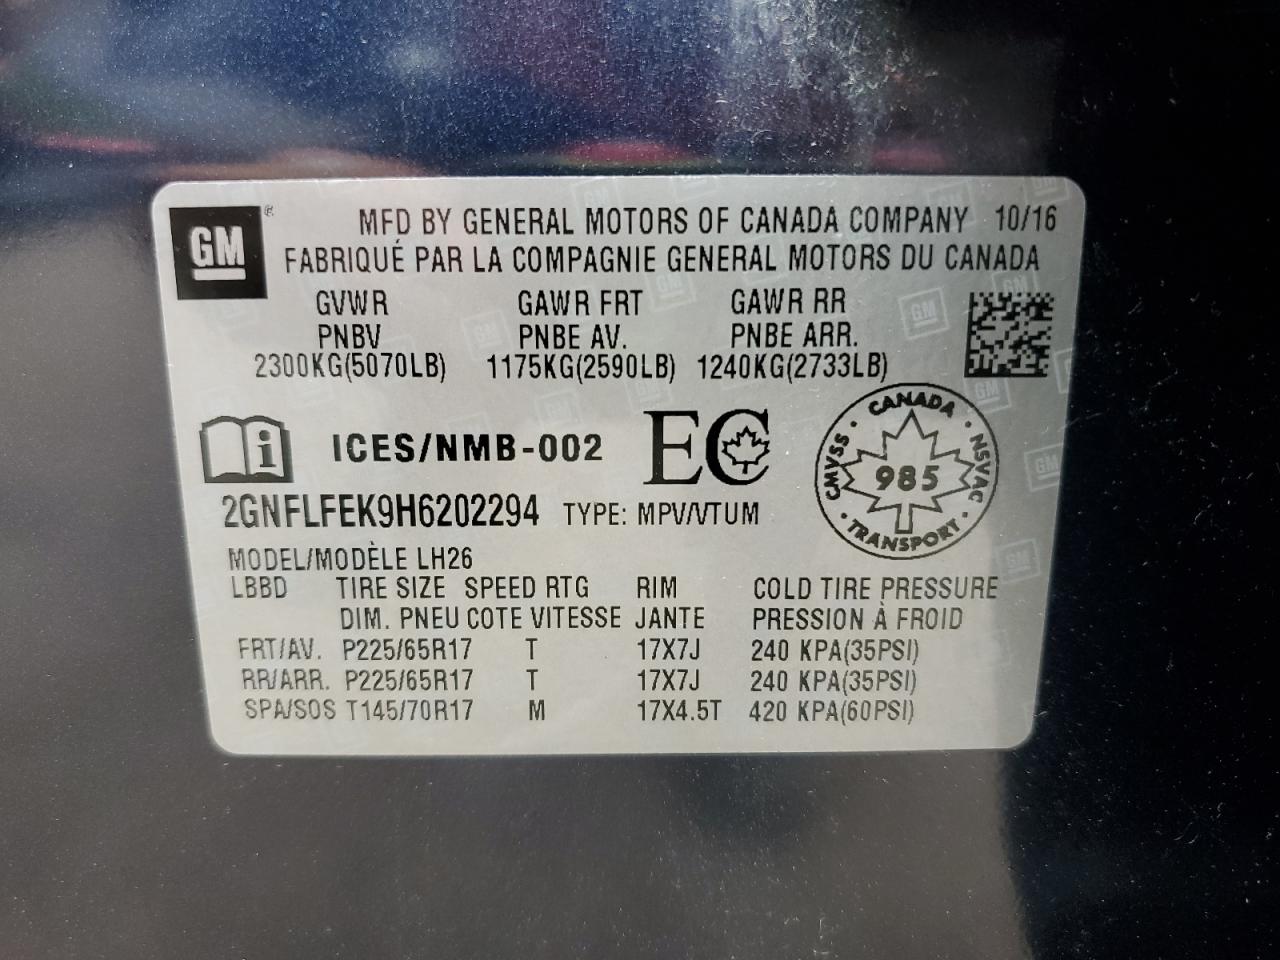 GM
MFD BY GENERAL MOTORS OF CANADA COMPANY 10/16
FABRIQUÉ PAR LA COMPAGNIE GENERAL MOTORS DU CANADA
GVWR GAWR FRT GAWR RR
PNBV PNBE AV. PNBE ARR.
2300KG(5070LB) 1175KG(2590LB) 1240KG(2733LB)
i ICES/NMB-002 EC
CANADA
CMVSS 985 NSVAC
TRANSPORT
2GNFLFEK9H6202294 TYPE: MPV/VTUM
MODEL/MODÈLE LH26
LBBD TIRE SIZE SPEED RTG RIM COLD TIRE PRESSURE
DIM. PNEU COTE VITESSE JANTE PRESSION À FROID
FRT/AV. P225/65R17 T 17X7J 240 KPA(35PSI)
RR/ARR. P225/65R17 T 17X7J 240 KPA(35PSI)
SPA/SOS T145/70R17 M 17X4.5T 420 KPA(60PSI)